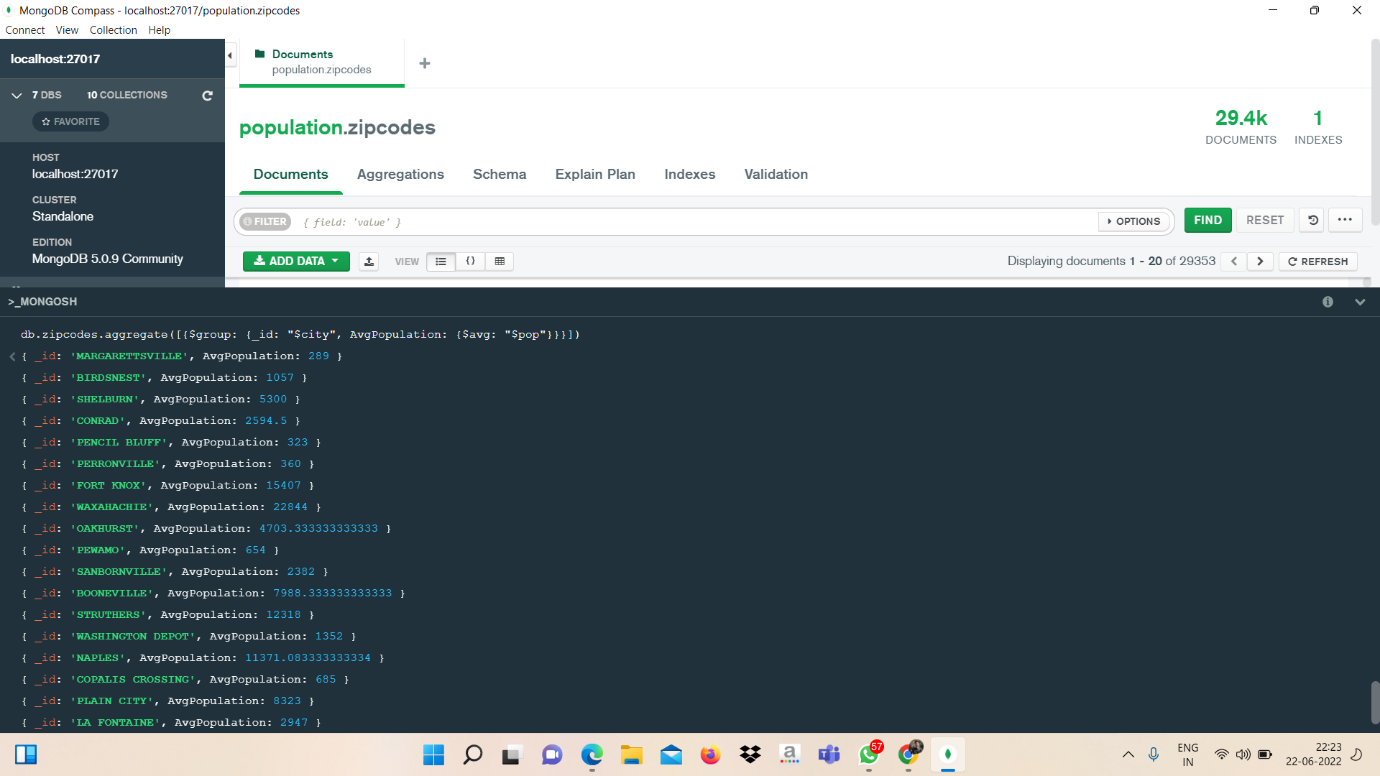 MongoDB Compass - localhost:27017/population.zipcodes
Connect View Collection Help
localhost:27017
7 DBS 10 COLLECTIONS
FAVORITE
HOST
localhost:27017
CLUSTER
Standalone
EDITION
MongoDB 5.0.9 Community
Documents
population.zipcodes
population.zipcodes
29.4k
DOCUMENTS
1
INDEXES
Documents Aggregations Schema Explain Plan Indexes Validation
FILTER { field: 'value' } OPTIONS FIND RESET
ADD DATA VIEW {} Displaying documents 1 - 20 of 29353 REFRESH
>_MONGOSH
db.zipcodes.aggregate([{$group: {_id: "$city", AvgPopulation: {$avg: "$pop"}}}])
< { _id: 'MARGARETTSVILLE', AvgPopulation: 289 }
{ _id: 'BIRDSNEST', AvgPopulation: 1057 }
{ _id: 'SHELBURN', AvgPopulation: 5300 }
{ _id: 'CONRAD', AvgPopulation: 2594.5 }
{ _id: 'PENCIL BLUFF', AvgPopulation: 323 }
{ _id: 'PERRONVILLE', AvgPopulation: 360 }
{ _id: 'FORT KNOX', AvgPopulation: 15407 }
{ _id: 'WAXAHACHIE', AvgPopulation: 22844 }
{ _id: 'OAKHURST', AvgPopulation: 4703.333333333333 }
{ _id: 'PEWAMO', AvgPopulation: 654 }
{ _id: 'SANBORNVILLE', AvgPopulation: 2382 }
{ _id: 'BOONEVILLE', AvgPopulation: 7988.333333333333 }
{ _id: 'STRUTHERS', AvgPopulation: 12318 }
{ _id: 'WASHINGTON DEPOT', AvgPopulation: 1352 }
{ _id: 'NAPLES', AvgPopulation: 11371.083333333334 }
{ _id: 'COPALIS CROSSING', AvgPopulation: 685 }
{ _id: 'PLAIN CITY', AvgPopulation: 8323 }
{ _id: 'LA FONTAINE', AvgPopulation: 2947 }
57
ENG
IN
22:23
22-06-2022